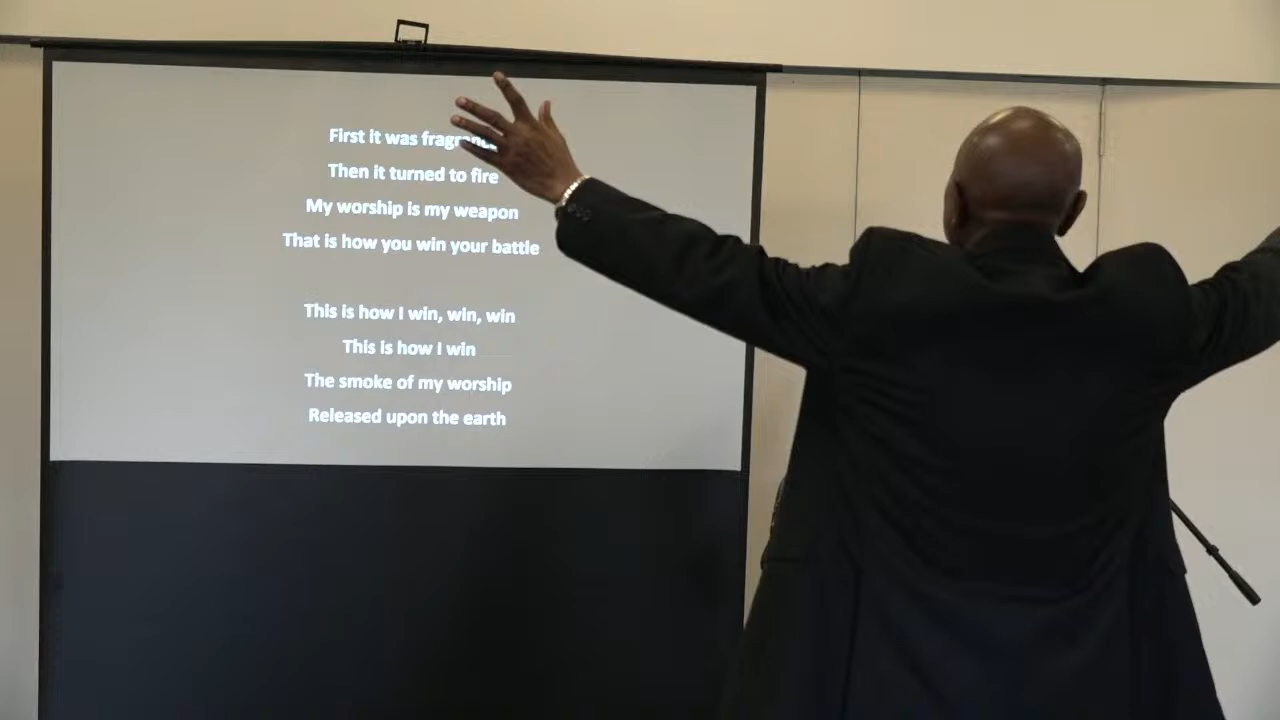 First it was fragrance
Then it turned to fire
My worship is my weapon
That is how you win your battle
This is how I win, win, win
This is how I win
The smoke of my worship
Released upon the earth